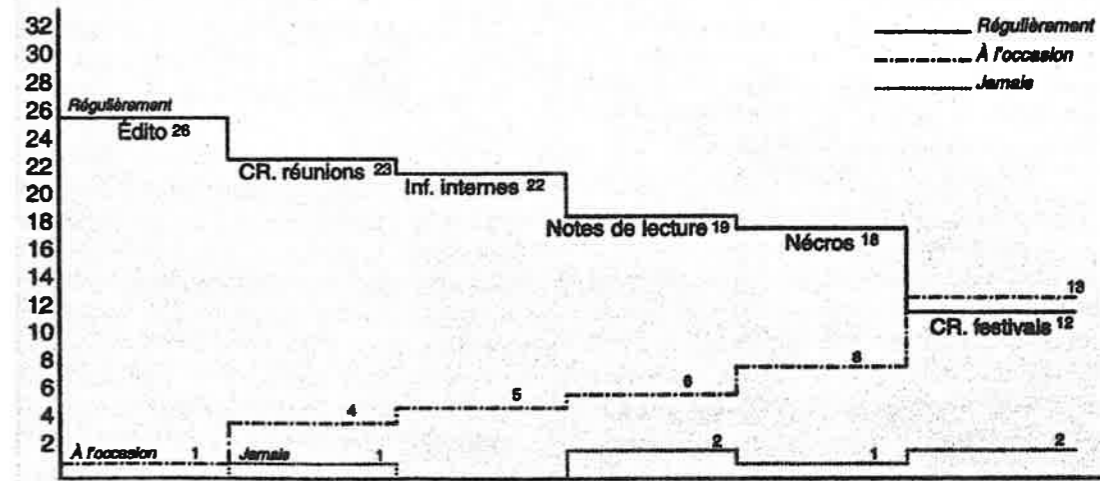 32
Régulièrement
30
À l'occasion
28
Jamais
26
Régulièrement
Édito 26
24
CR. réunions 23
22
Inf. internes 22
20
Notes de lecture 19
18
Nécros 18
16
14
13
12
CR. festivals 12
10
8
8
6
6
5
4
4
2
2
1
2
À l'occasion 1
Jamais 1